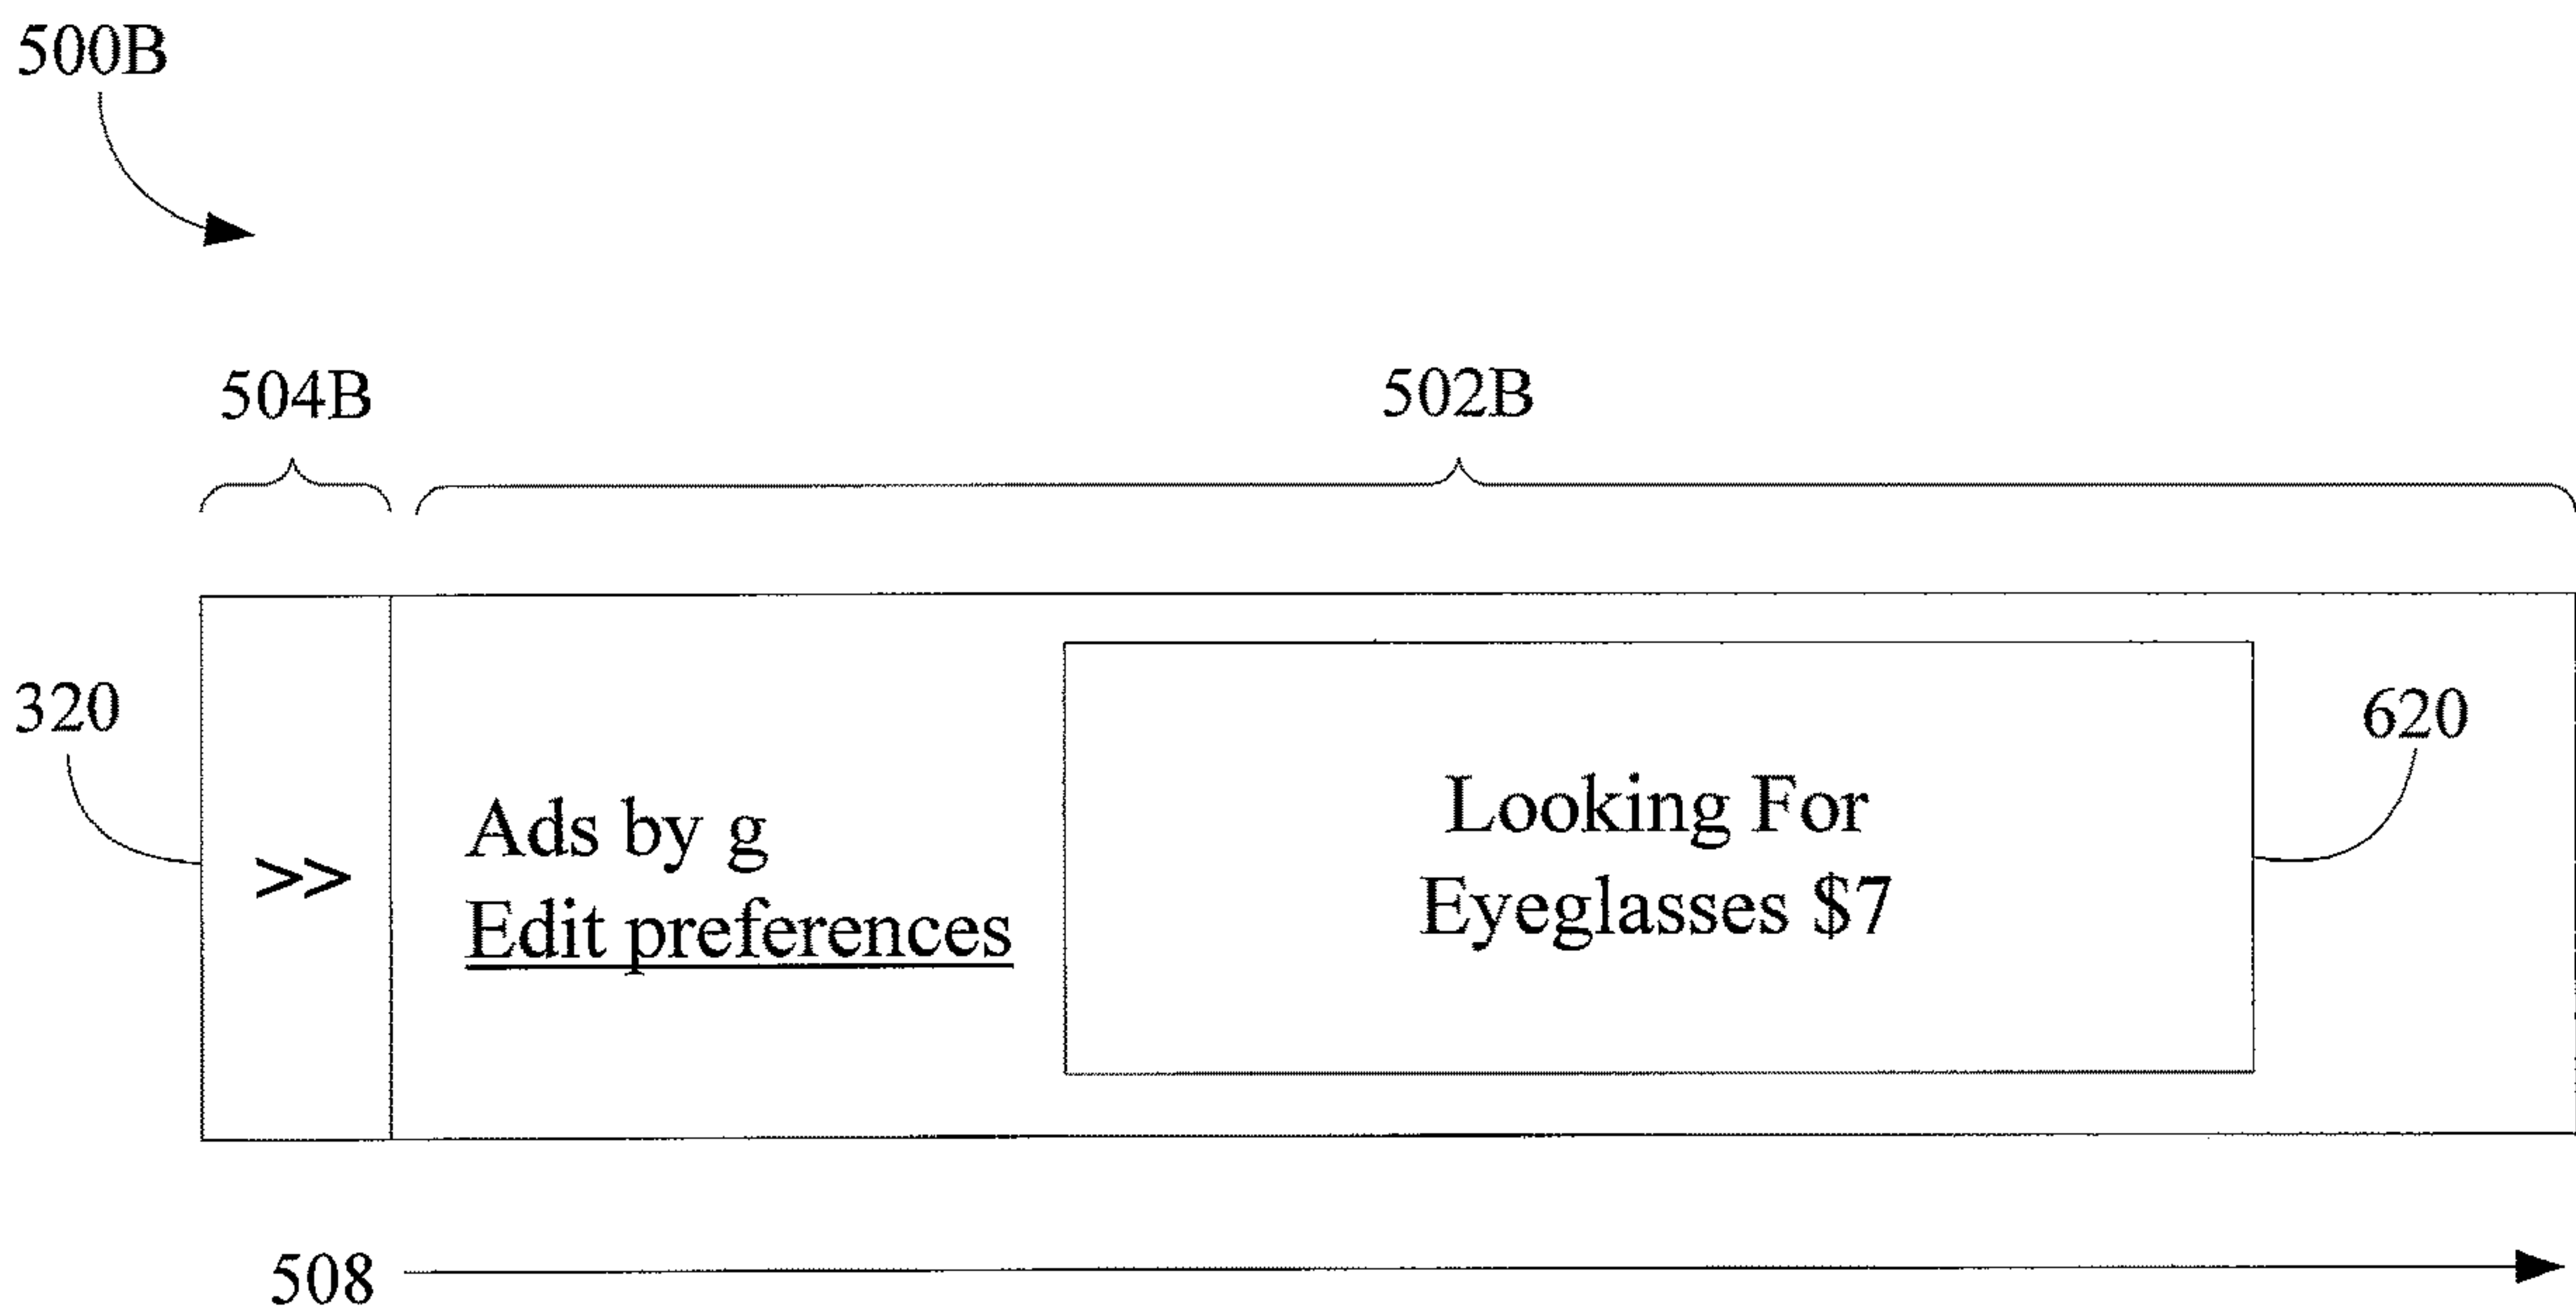 500B
504B
502B
320
>>
Ads by g
Edit preferences
Looking For
Eyeglasses $7
620
508